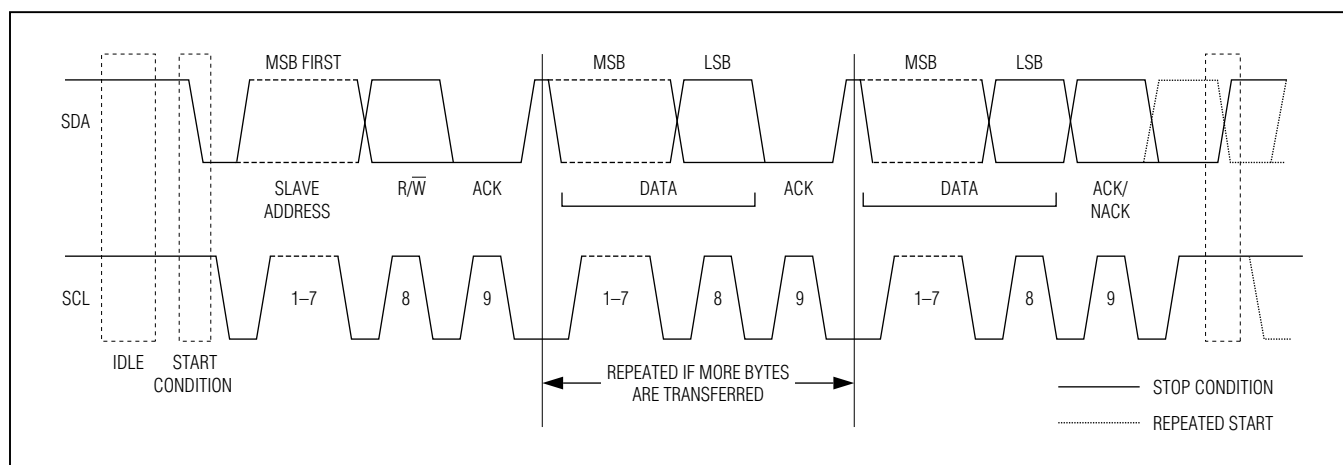 MSB FIRST
MSB
LSB
MSB
LSB
SDA
SLAVE
ADDRESS
R/W̅
ACK
DATA
ACK
DATA
ACK/
NACK
SCL
1–7
8
9
1–7
8
9
1–7
8
9
IDLE
START
CONDITION
REPEATED IF MORE BYTES
ARE TRANSFERRED
STOP CONDITION
REPEATED START